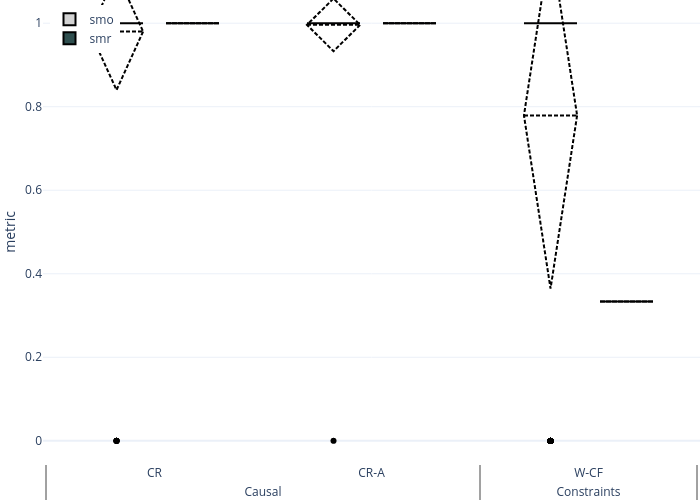 1
smo
smr
0.8
0.6
metric
0.4
0.2
0
CR
CR-A
W-CF
Causal
Constraints